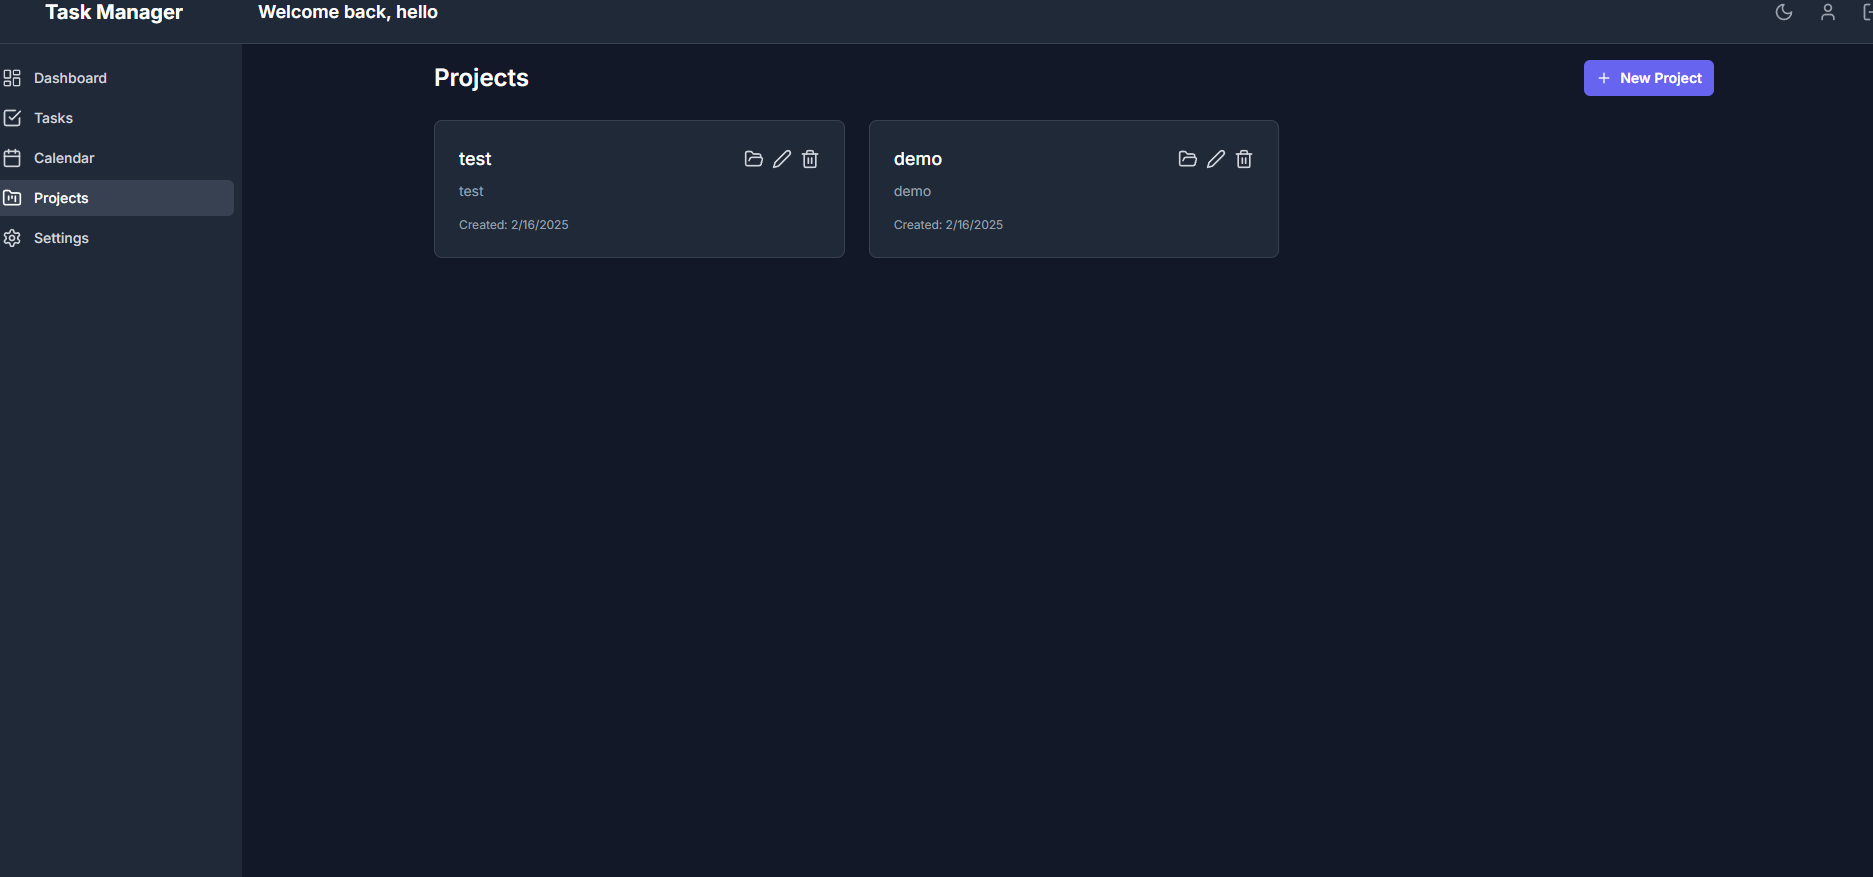 Task Manager
Welcome back, hello
Dashboard
Tasks
Calendar
Projects
Settings
Projects
New Project
test
test
Created: 2/16/2025
demo
demo
Created: 2/16/2025